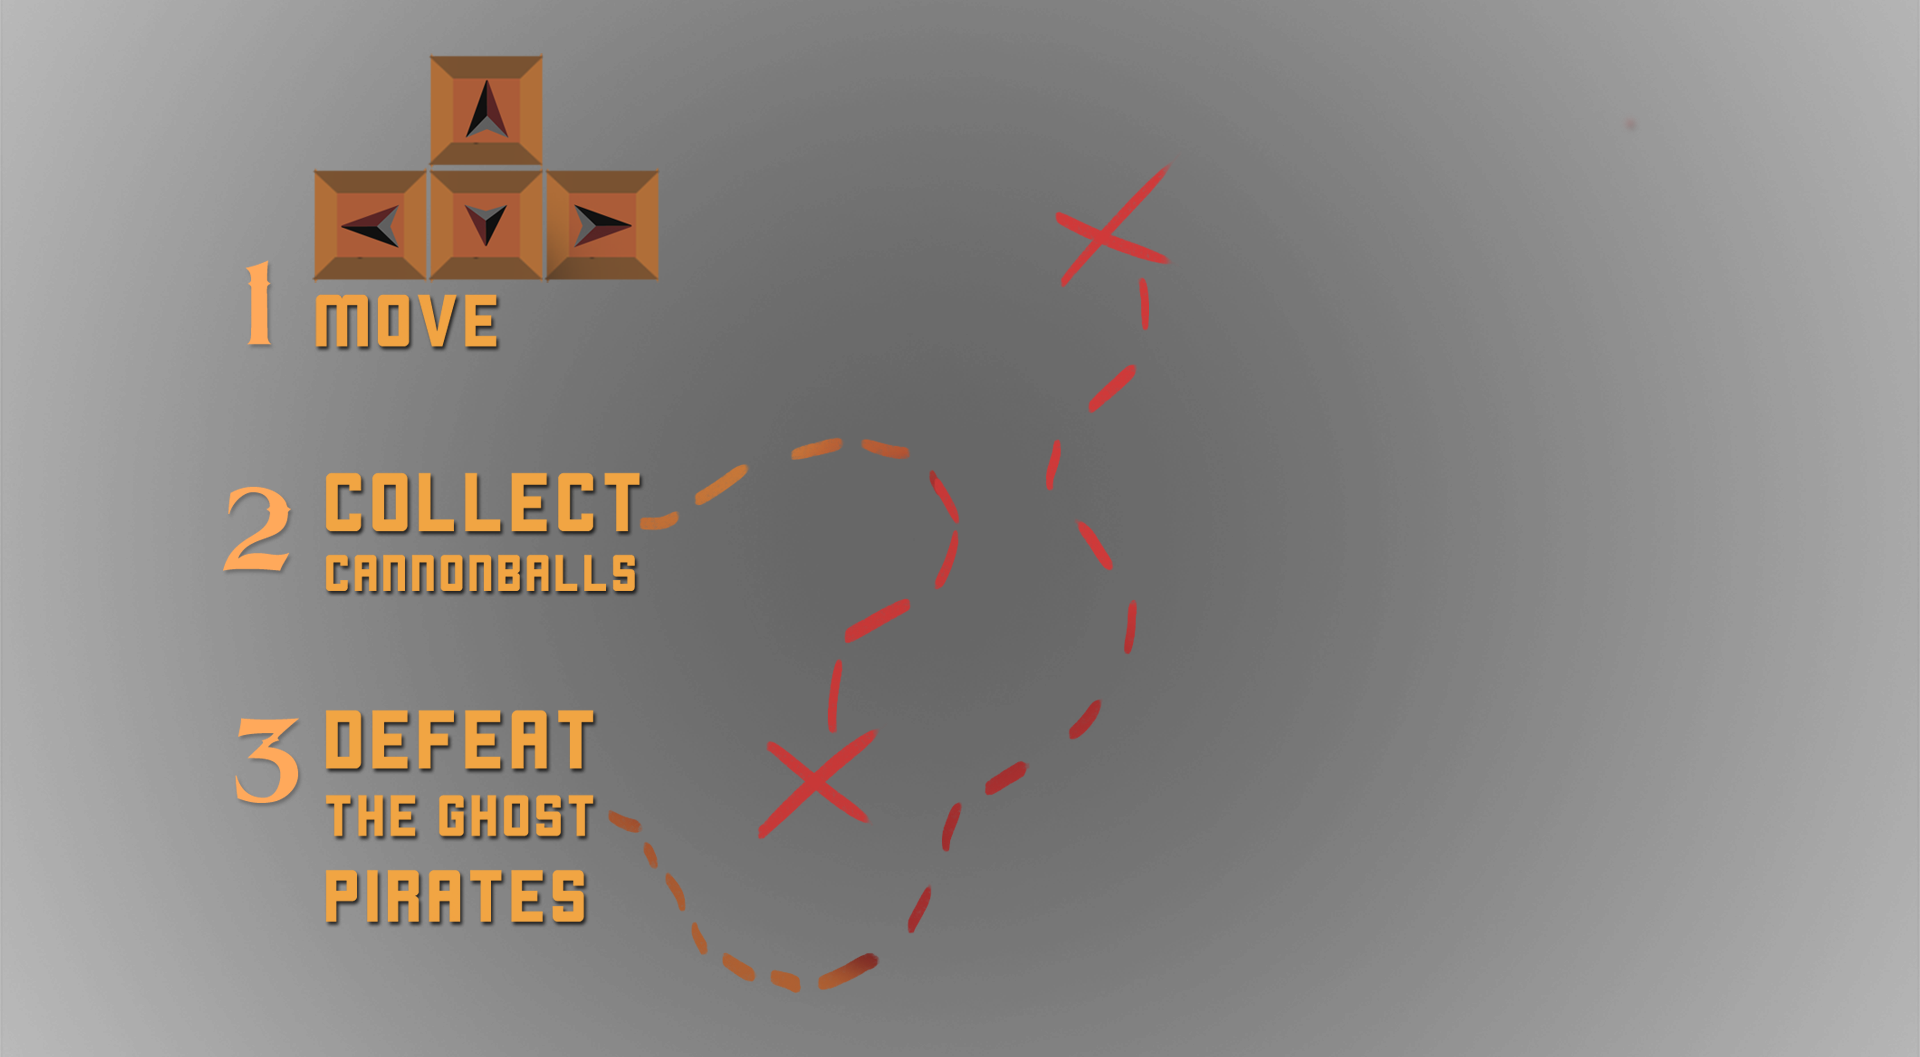 1 MOVE
2 COLLECT
CANNONBALLS
3 DEFEAT
THE GHOST
PIRATES